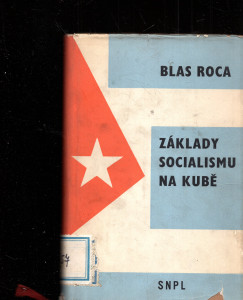 BLAS ROCA
ZÁKLADY
SOCIALISMU
NA KUBĚ
SNPL